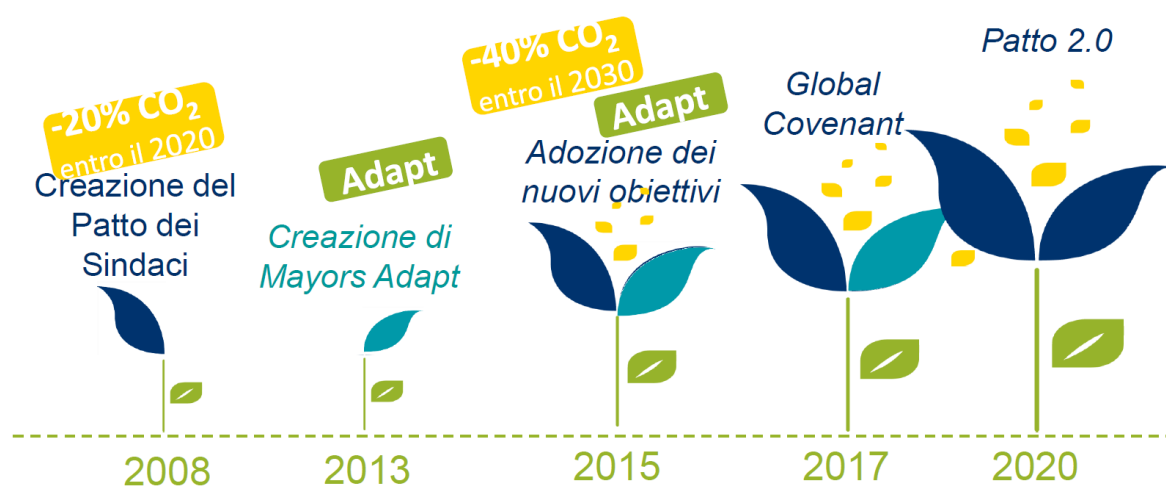 -20% CO₂
entro il 2020
Creazione del
Patto dei
Sindaci
Adapt
Creazione di
Mayors Adapt
-40% CO₂
entro il 2030
Adapt
Adozione dei
nuovi obiettivi
Global
Covenant
Patto 2.0
2008
2013
2015
2017
2020